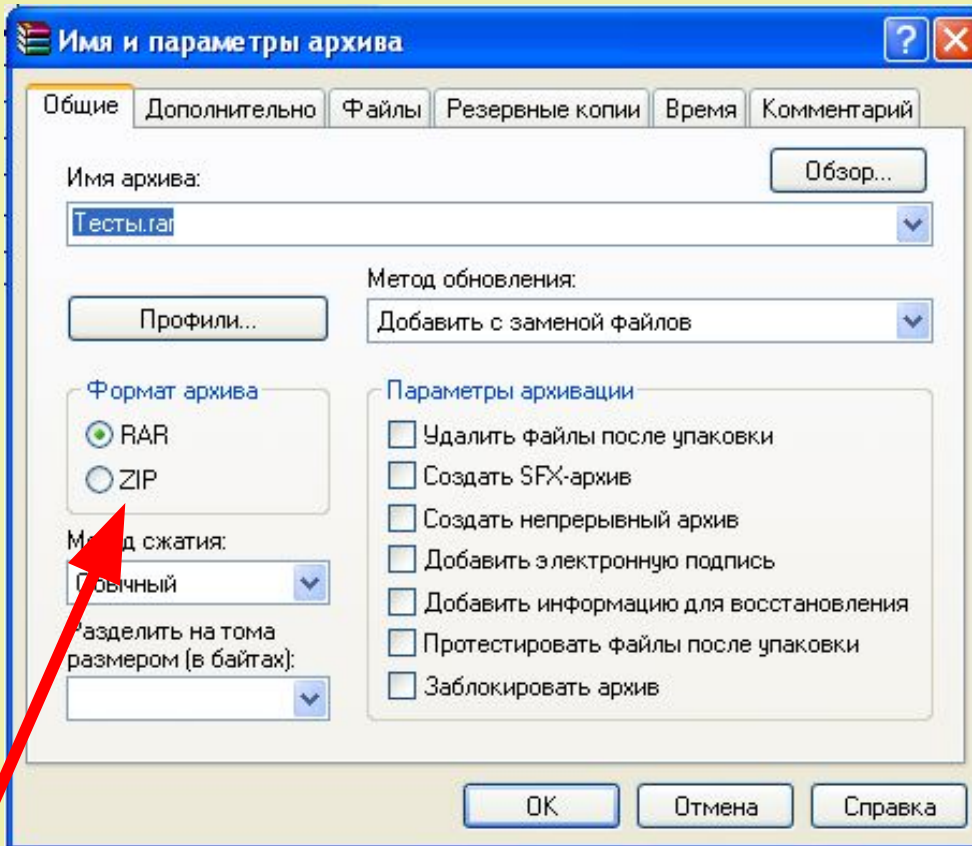 Имя и параметры архива
Общие Дополнительно Файлы Резервные копии Время Комментарий
Имя архива:
Обзор...
Тесты.rar
Метод обновления:
Профили...
Добавить с заменой файлов
Формат архива
RAR
ZIP
Параметры архивации
Удалить файлы после упаковки
Создать SFX-архив
Создать непрерывный архив
Добавить электронную подпись
Добавить информацию для восстановления
Протестировать файлы после упаковки
Заблокировать архив
Метод сжатия:
Обычный
Разделить на тома
размером (в байтах):
OK Отмена Справка